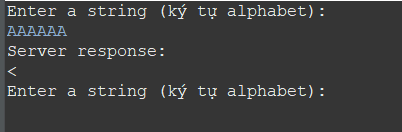 Enter a string (ký tự alphabet):
AAAAAA
Server response:
<
Enter a string (ký tự alphabet):